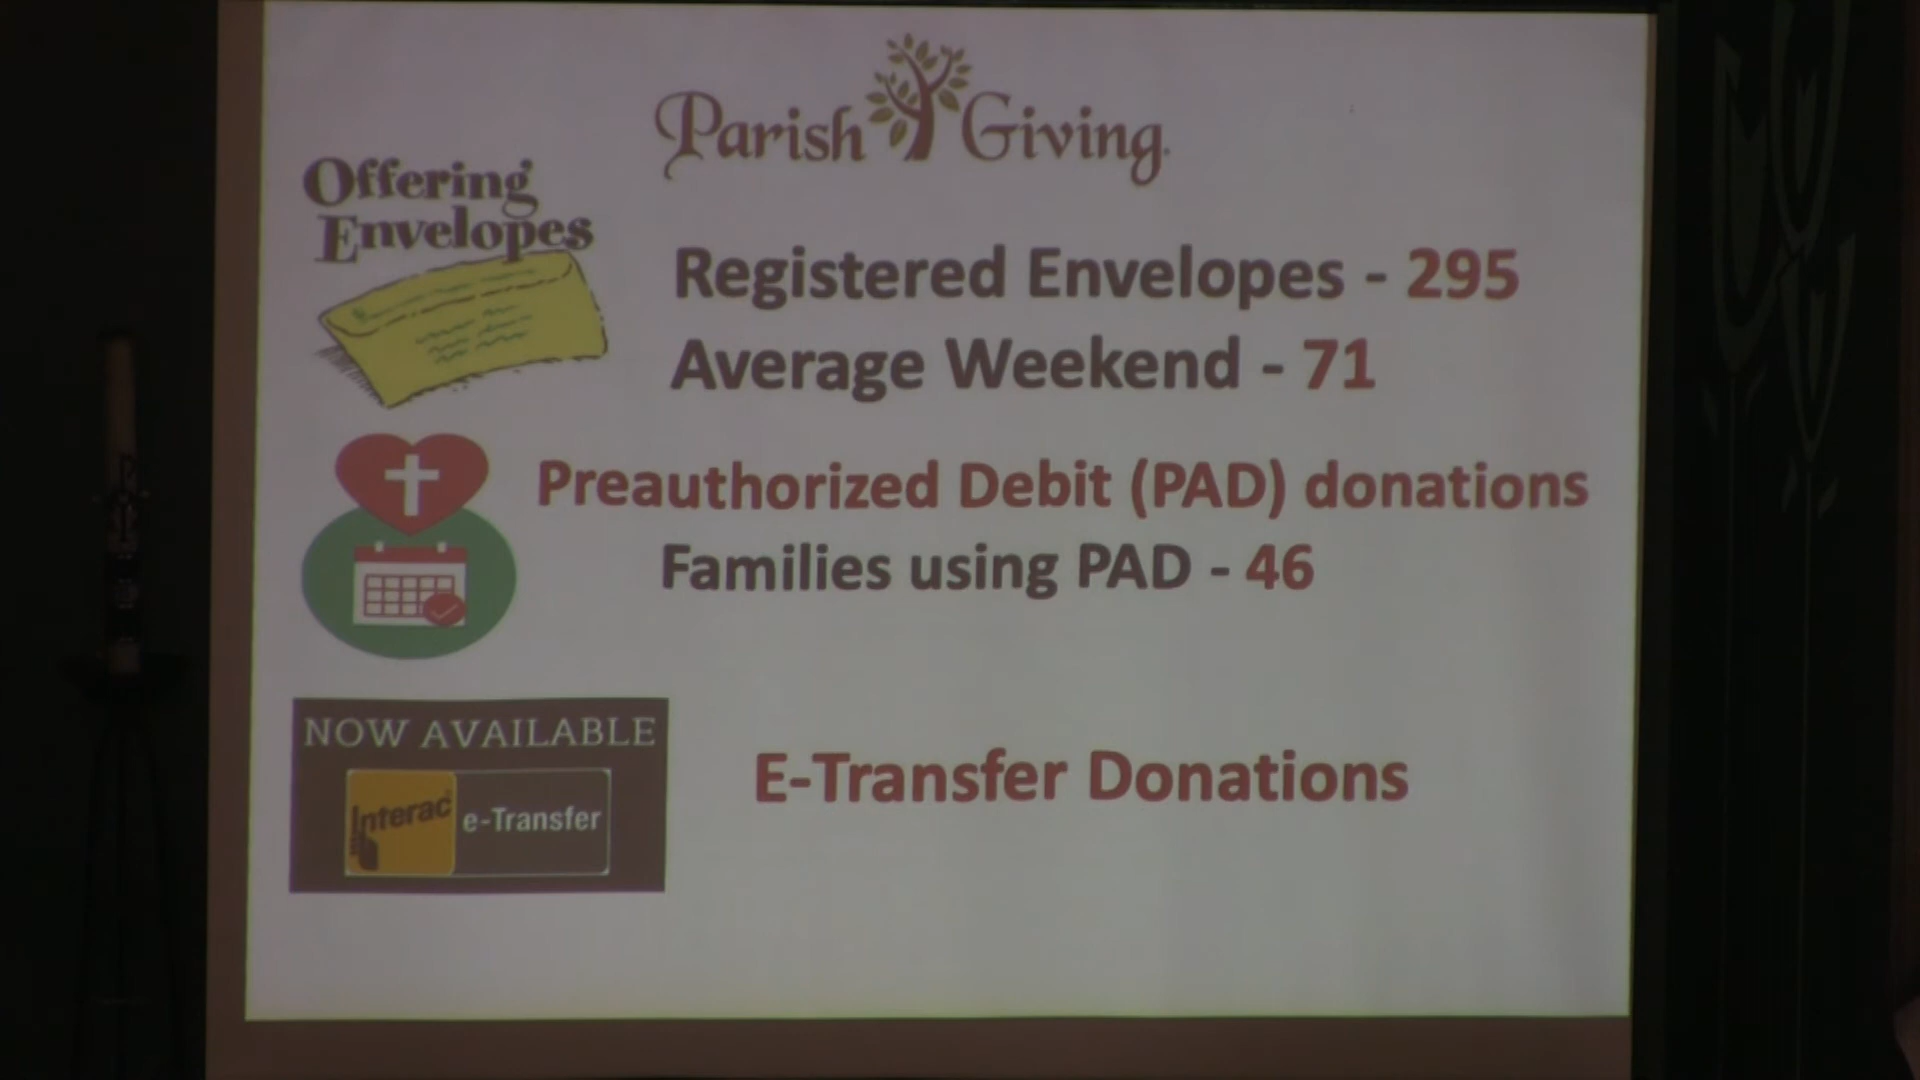 Parish Giving.
Offering
Envelopes
Registered Envelopes - 295
Average Weekend - 71
Preauthorized Debit (PAD) donations
Families using PAD - 46
NOW AVAILABLE
Interac® e-Transfer
E-Transfer Donations